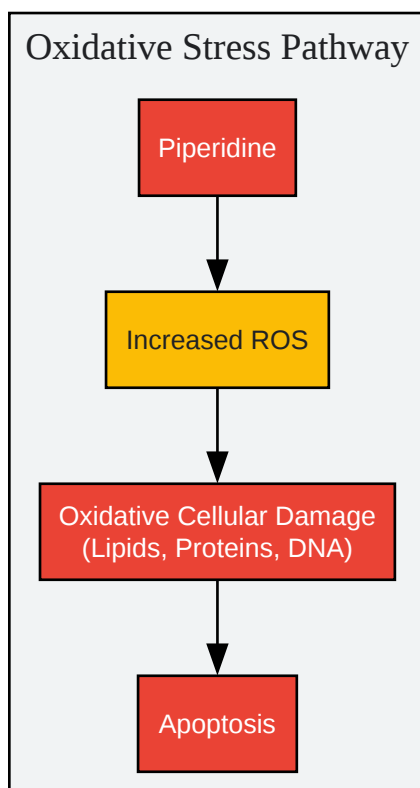 Oxidative Stress Pathway
Piperidine
Increased ROS
Oxidative Cellular Damage
(Lipids, Proteins, DNA)
Apoptosis